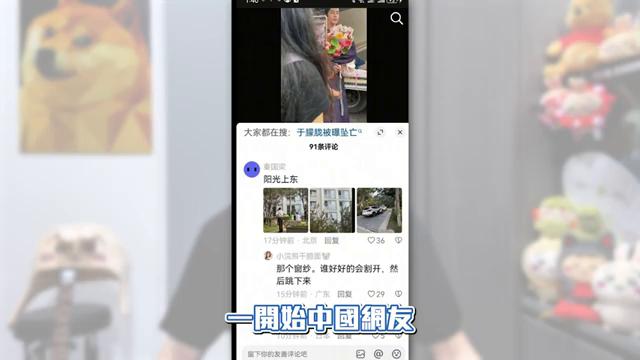 大家都在搜：于朦胧被曝坠亡
91条评论
秦国梁
阳光上东
17分钟前 · 北京 回复
36
小浣熊干脆面
那个窗纱。谁好好的会割开，然后跳下来
15分钟前 · 广东 回复
29
一開始中國網友
留下你的友善评论吧